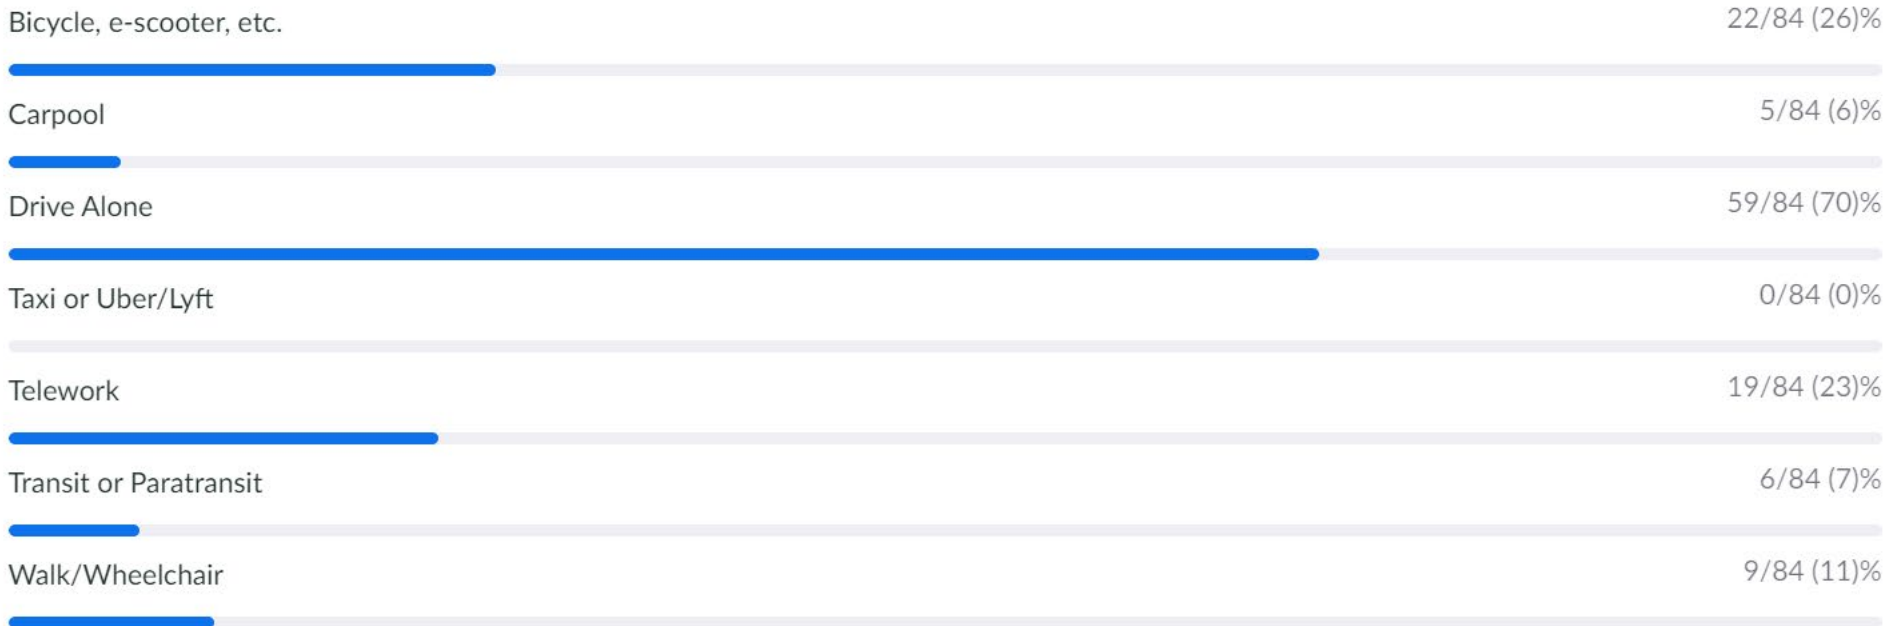 Bicycle, e-scooter, etc. 22/84 (26)%
Carpool 5/84 (6)%
Drive Alone 59/84 (70)%
Taxi or Uber/Lyft 0/84 (0)%
Telework 19/84 (23)%
Transit or Paratransit 6/84 (7)%
Walk/Wheelchair 9/84 (11)%